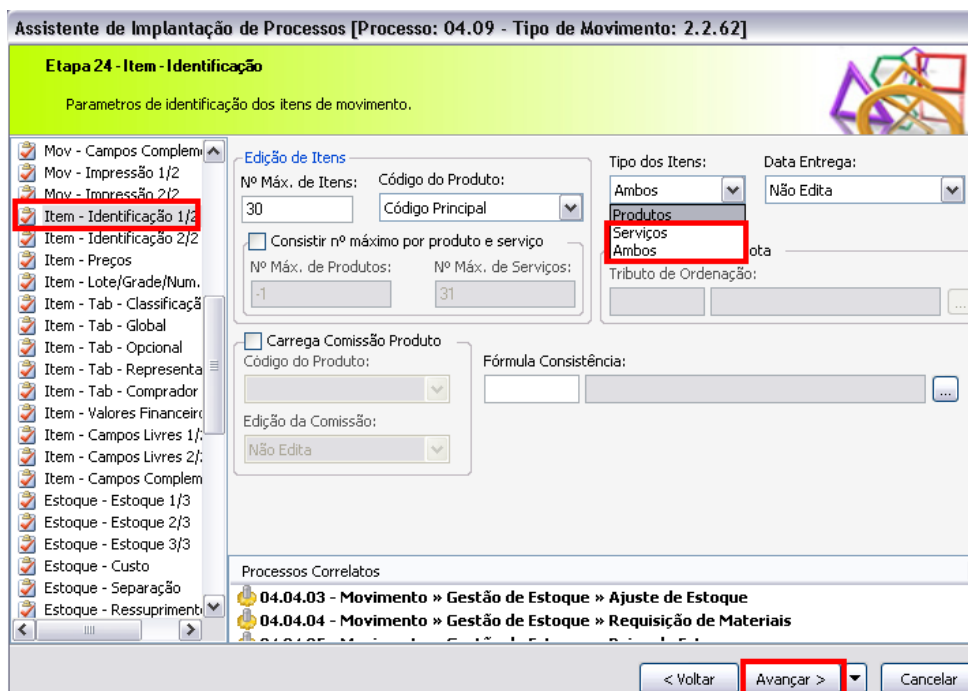 Assistente de Implantação de Processos [Processo: 04.09 - Tipo de Movimento: 2.2.62]
Etapa 24 - Item - Identificação
Parametros de identificação dos itens de movimento.
Mov - Campos Complem
Mov - Impressão 1/2
Mov - Impressão 2/2
Item - Identificação 1/2
Item - Identificação 2/2
Item - Preços
Item - Lote/Grade/Num.
Item - Tab - Classificaçã
Item - Tab - Global
Item - Tab - Opcional
Item - Tab - Representa
Item - Tab - Comprador
Item - Valores Financeiro
Item - Campos Livres 1/
Item - Campos Livres 2/
Item - Campos Complem
Estoque - Estoque 1/3
Estoque - Estoque 2/3
Estoque - Estoque 3/3
Estoque - Custo
Estoque - Separação
Estoque - Ressupriment
Edição de Itens
Nº Máx. de Itens: Código do Produto:
30 Código Principal
Consistir nº máximo por produto e serviço
Nº Máx. de Produtos: Nº Máx. de Serviços:
-1 31
Tipo dos Itens: Data Entrega:
Ambos Não Edita
Produtos
Serviços
Ambos
ota
Tributo de Ordenação:
...
Carrega Comissão Produto
Código do Produto:
Edição da Comissão:
Não Edita
Fórmula Consistência:
...
Processos Correlatos
04.04.03 - Movimento » Gestão de Estoque » Ajuste de Estoque
04.04.04 - Movimento » Gestão de Estoque » Requisição de Materiais
< Voltar Avançar > Cancelar